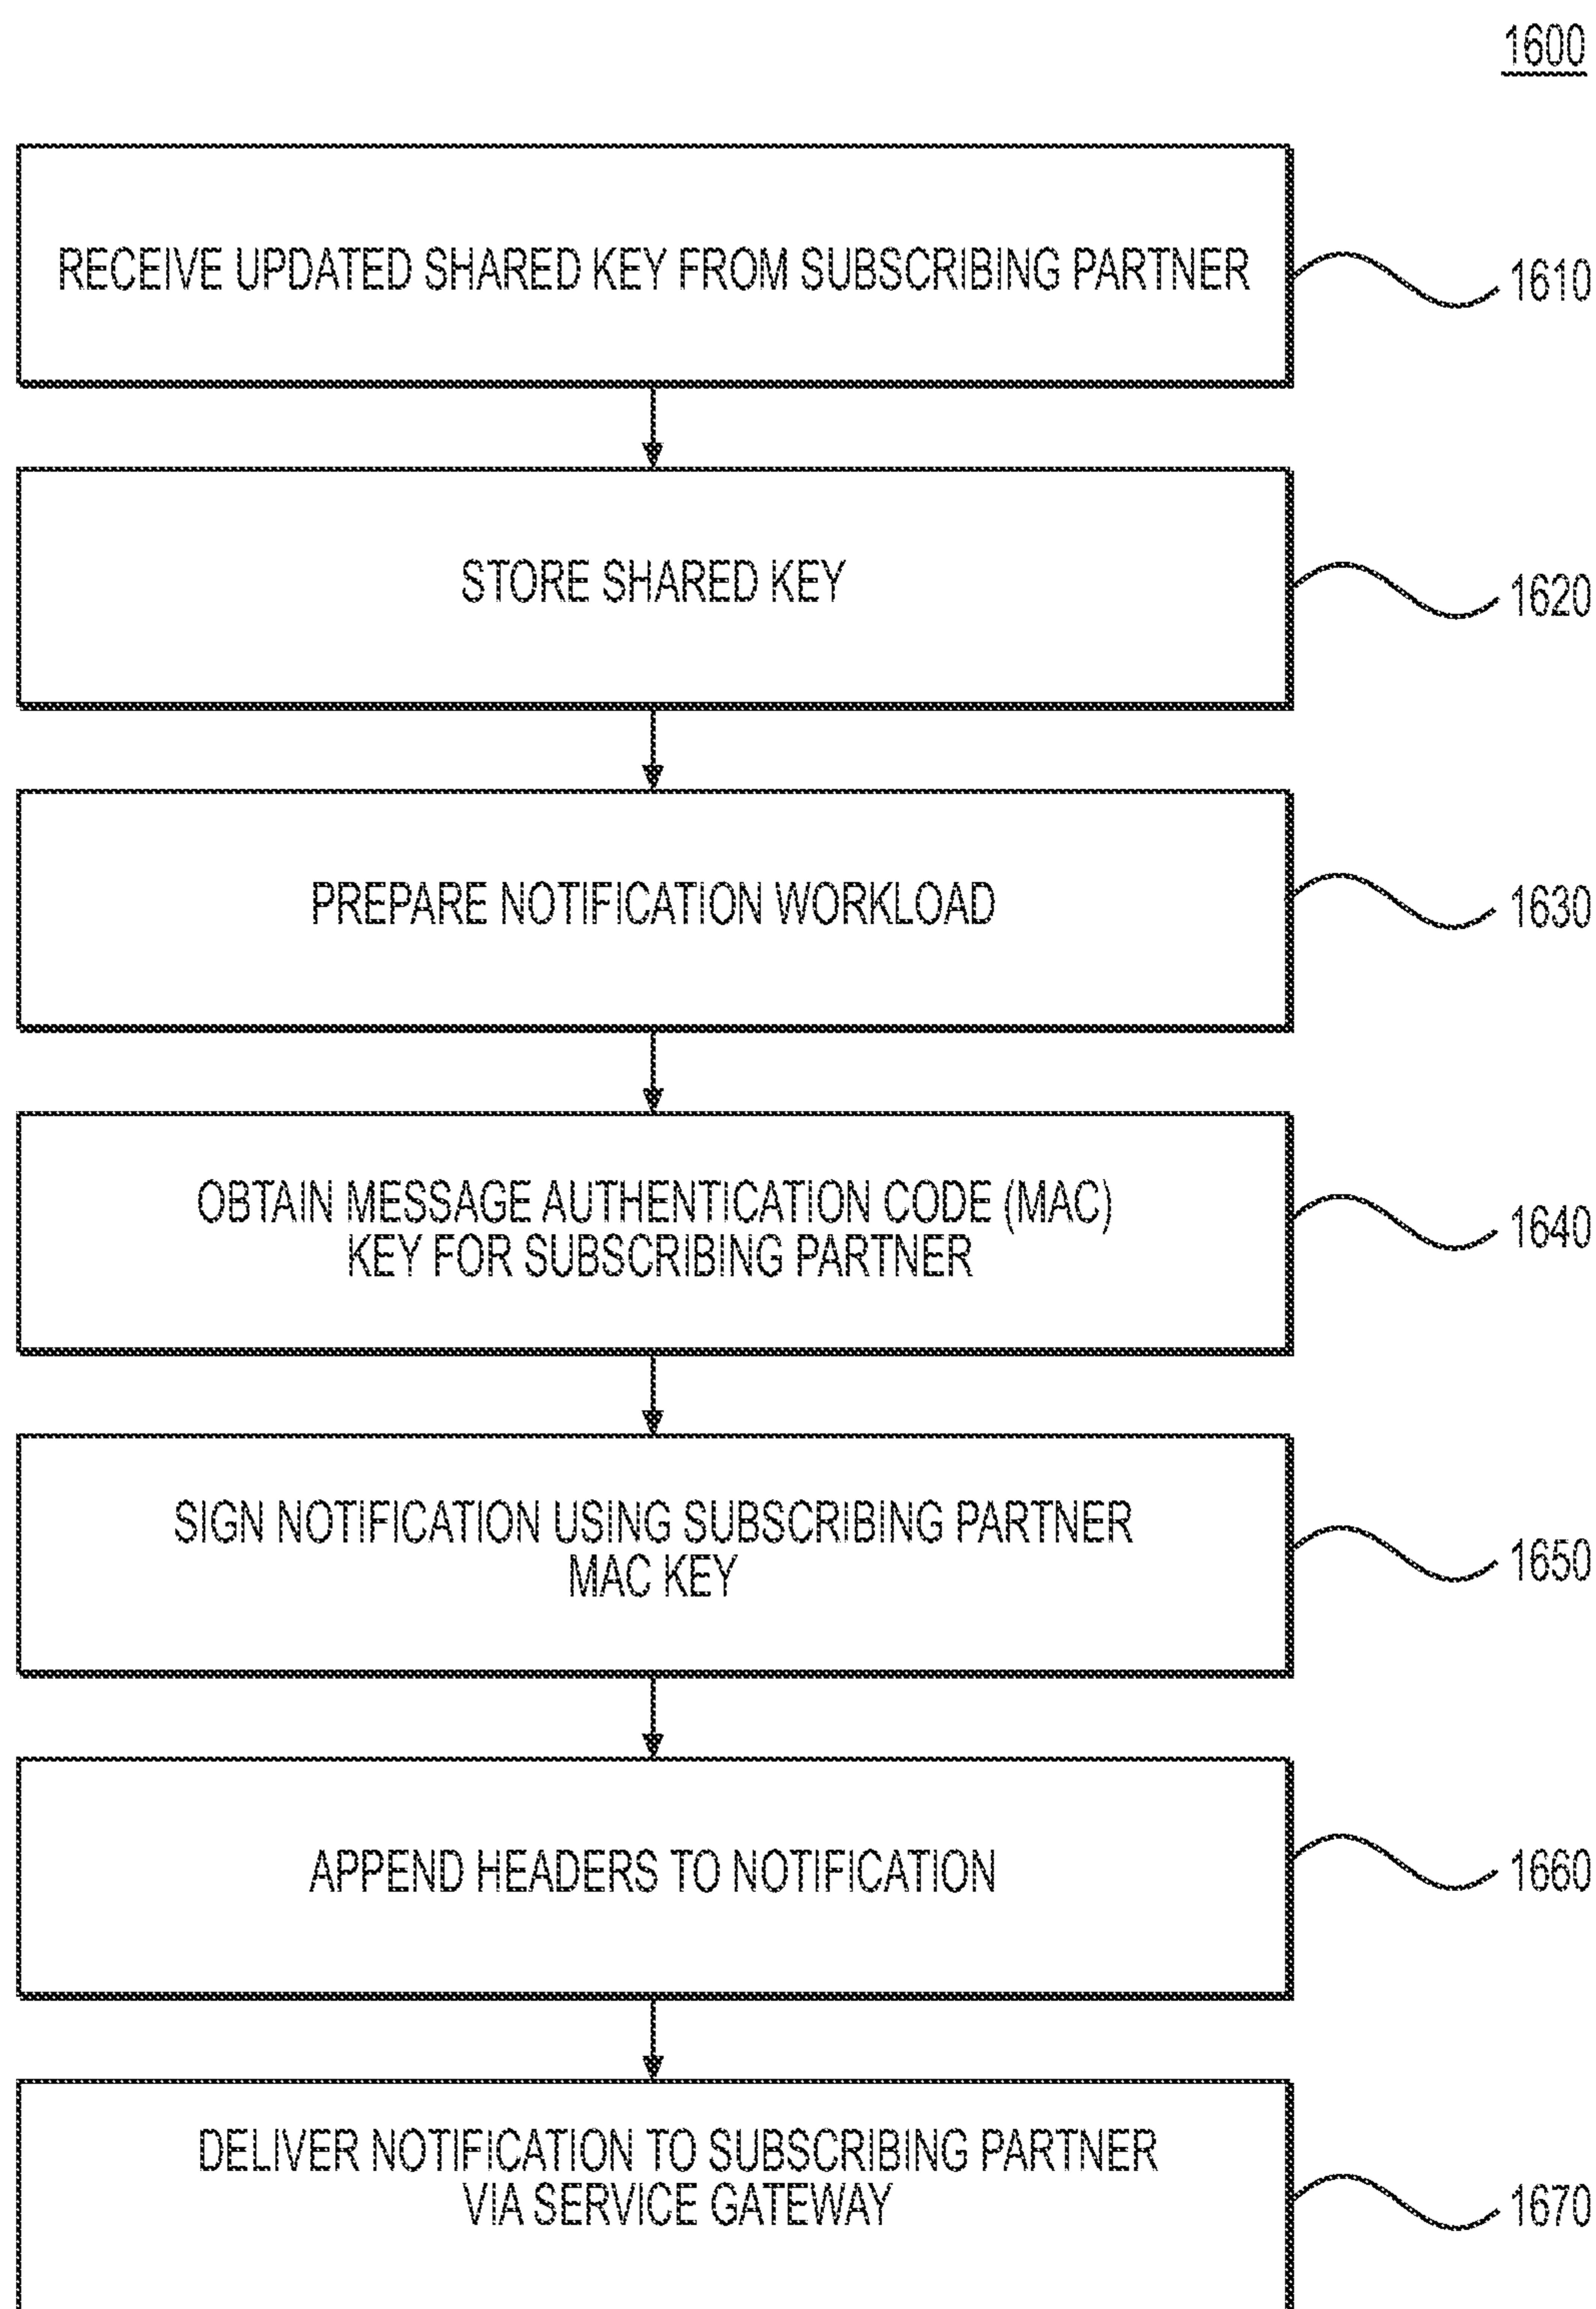 1600
RECEIVE UPDATED SHARED KEY FROM SUBSCRIBING PARTNER
1610
STORE SHARED KEY
1620
PREPARE NOTIFICATION WORKLOAD
1630
OBTAIN MESSAGE AUTHENTICATION CODE (MAC)
KEY FOR SUBSCRIBING PARTNER
1640
SIGN NOTIFICATION USING SUBSCRIBING PARTNER
MAC KEY
1650
APPEND HEADERS TO NOTIFICATION
1660
DELIVER NOTIFICATION TO SUBSCRIBING PARTNER
VIA SERVICE GATEWAY
1670